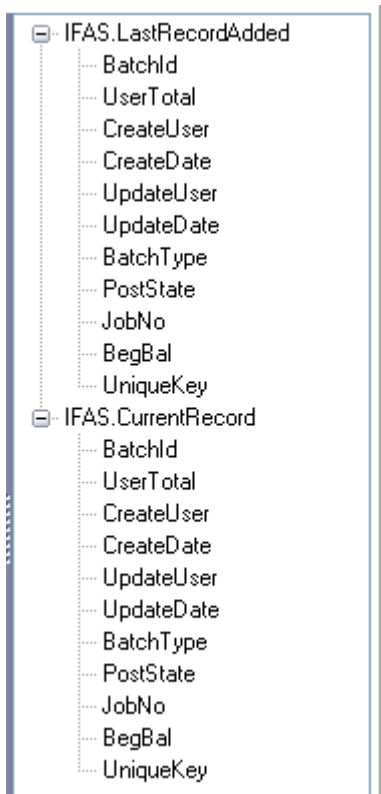 IFAS.LastRecordAdded
BatchId
UserTotal
CreateUser
CreateDate
UpdateUser
UpdateDate
BatchType
PostState
JobNo
BegBal
UniqueKey
IFAS.CurrentRecord
BatchId
UserTotal
CreateUser
CreateDate
UpdateUser
UpdateDate
BatchType
PostState
JobNo
BegBal
UniqueKey